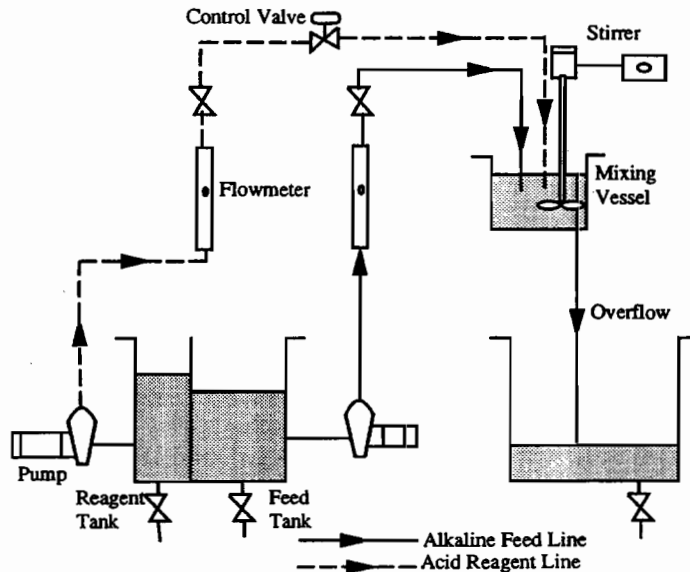 Control Valve
Stirrer
Flowmeter
Mixing
Vessel
Overflow
Pump
Reagent
Tank
Feed
Tank
Alkaline Feed Line
Acid Reagent Line